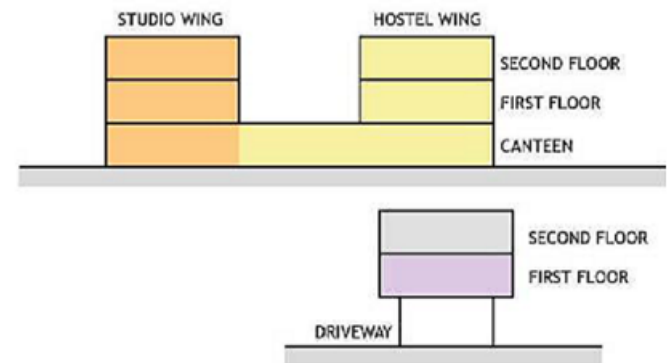 STUDIO WING
HOSTEL WING
SECOND FLOOR
FIRST FLOOR
CANTEEN
SECOND FLOOR
FIRST FLOOR
DRIVEWAY